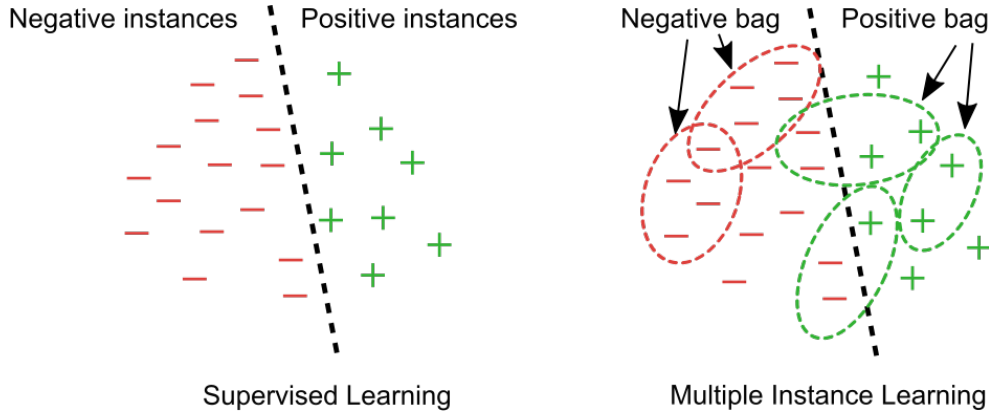 Negative instances
Positive instances
Negative bag
Positive bag
Supervised Learning
Multiple Instance Learning